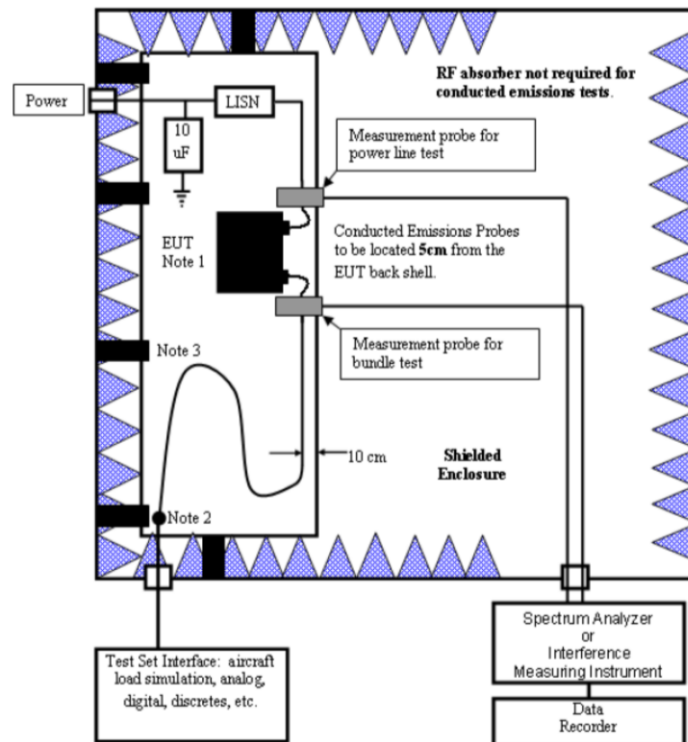 RF absorber not required for
conducted emissions tests.
Power
LISN
10
uF
Measurement probe for
power line test
EUT
Note 1
Conducted Emissions Probes
to be located 5cm from the
EUT back shell.
Note 3
Measurement probe for
bundle test
10 cm
Shielded
Enclosure
Note 2
Test Set Interface: aircraft
load simulation, analog,
digital, discretes, etc.
Spectrum Analyzer
or
Interference
Measuring Instrument
Data
Recorder